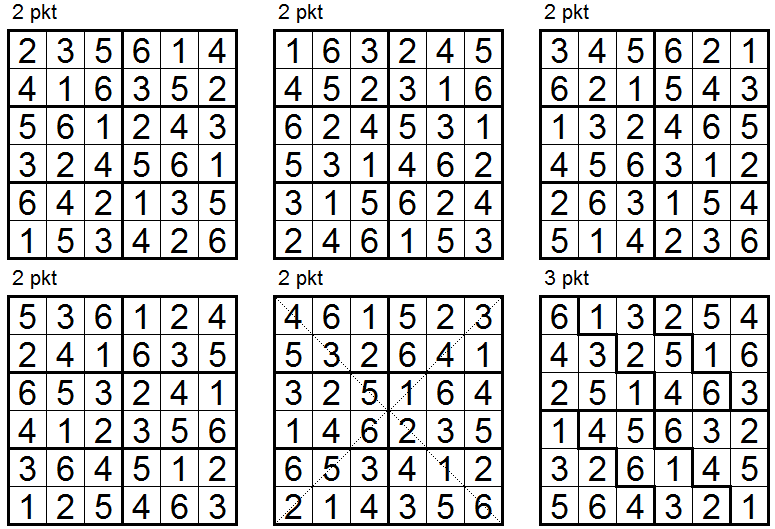 2 pkt 2 pkt 2 pkt
2 3 5 6 1 4 1 6 3 2 4 5 3 4 5 6 2 1
4 1 6 3 5 2 4 5 2 3 1 6 6 2 1 5 4 3
5 6 1 2 4 3 6 2 4 5 3 1 1 3 2 4 6 5
3 2 4 5 6 1 5 3 1 4 6 2 4 5 6 3 1 2
6 4 2 1 3 5 3 1 5 6 2 4 2 6 3 1 5 4
1 5 3 4 2 6 2 4 6 1 5 3 5 1 4 2 3 6
2 pkt 2 pkt 3 pkt
5 3 6 1 2 4 4 6 1 5 2 3 6 1 3 2 5 4
2 4 1 6 3 5 5 3 2 6 4 1 4 3 2 5 1 6
6 5 3 2 4 1 3 2 5 1 6 4 2 5 1 4 6 3
4 1 2 3 5 6 1 4 6 2 3 5 1 4 5 6 3 2
3 6 4 5 1 2 6 5 3 4 1 2 3 2 6 1 4 5
1 2 5 4 6 3 2 1 4 3 5 6 5 6 4 3 2 1